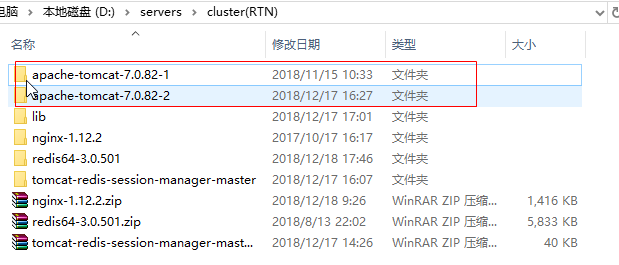 电脑 > 本地磁盘 (D:) > servers > cluster(RTN)
名称 修改日期 类型 大小
apache-tomcat-7.0.82-1 2018/11/15 10:33 文件夹
apache-tomcat-7.0.82-2 2018/12/17 16:27 文件夹
lib 2018/12/17 17:01 文件夹
nginx-1.12.2 2017/10/17 16:17 文件夹
redis64-3.0.501 2018/12/18 17:46 文件夹
tomcat-redis-session-manager-master 2018/12/17 16:07 文件夹
nginx-1.12.2.zip 2018/12/18 9:26 WinRAR ZIP 压缩... 1,416 KB
redis64-3.0.501.zip 2018/8/13 22:02 WinRAR ZIP 压缩... 5,833 KB
tomcat-redis-session-manager-mast... 2018/12/17 14:26 WinRAR ZIP 压缩... 40 KB